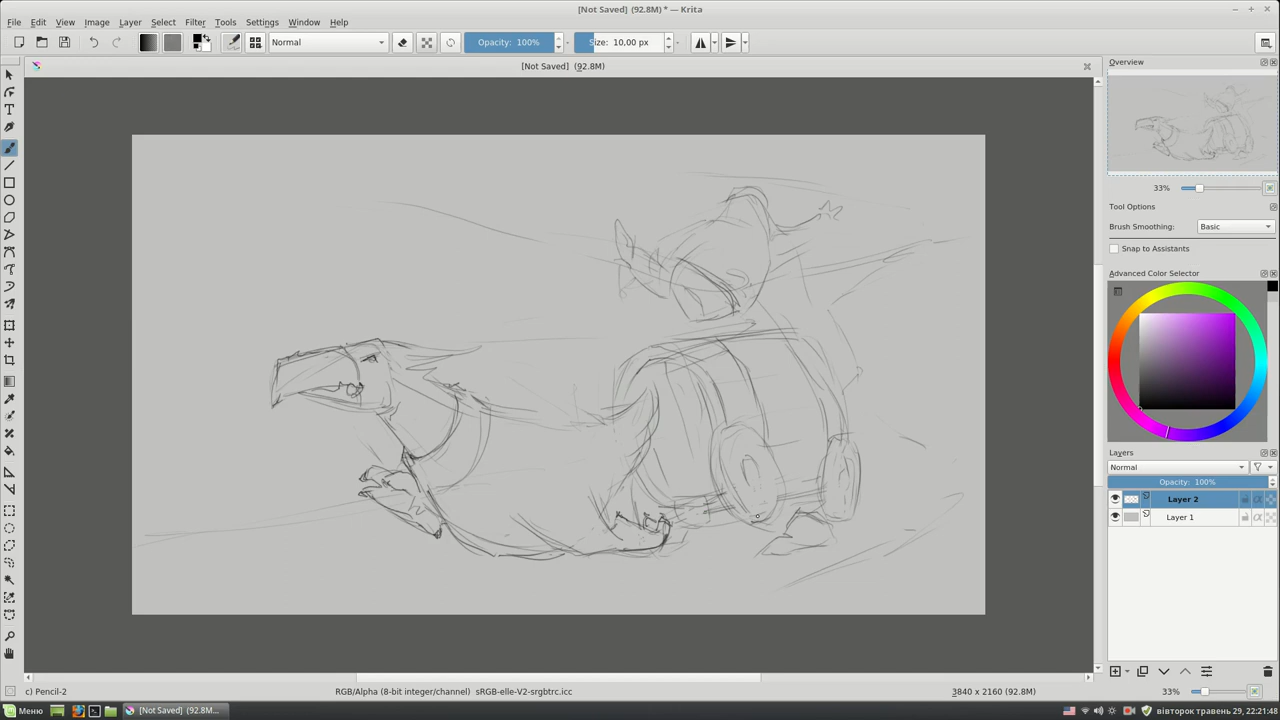 [Not Saved] (92.8M) * — Krita
File Edit View Image Layer Select Filter Tools Settings Window Help
Normal
Opacity: 100%
Size: 10.00 px
[Not Saved] (92.8M)
Overview
33%
Tool Options
Brush Smoothing: Basic
Snap to Assistants
Advanced Color Selector
Layers
Normal
Opacity: 100%
Layer 2
Layer 1
c) Pencil-2
RGB/Alpha (8-bit integer/channel) sRGB-elle-V2-srgbtrc.icc
3840 x 2160 (92.8M)
33%
Меню
[Not Saved] (92.8M...
вівторок травень 29, 22:21:48